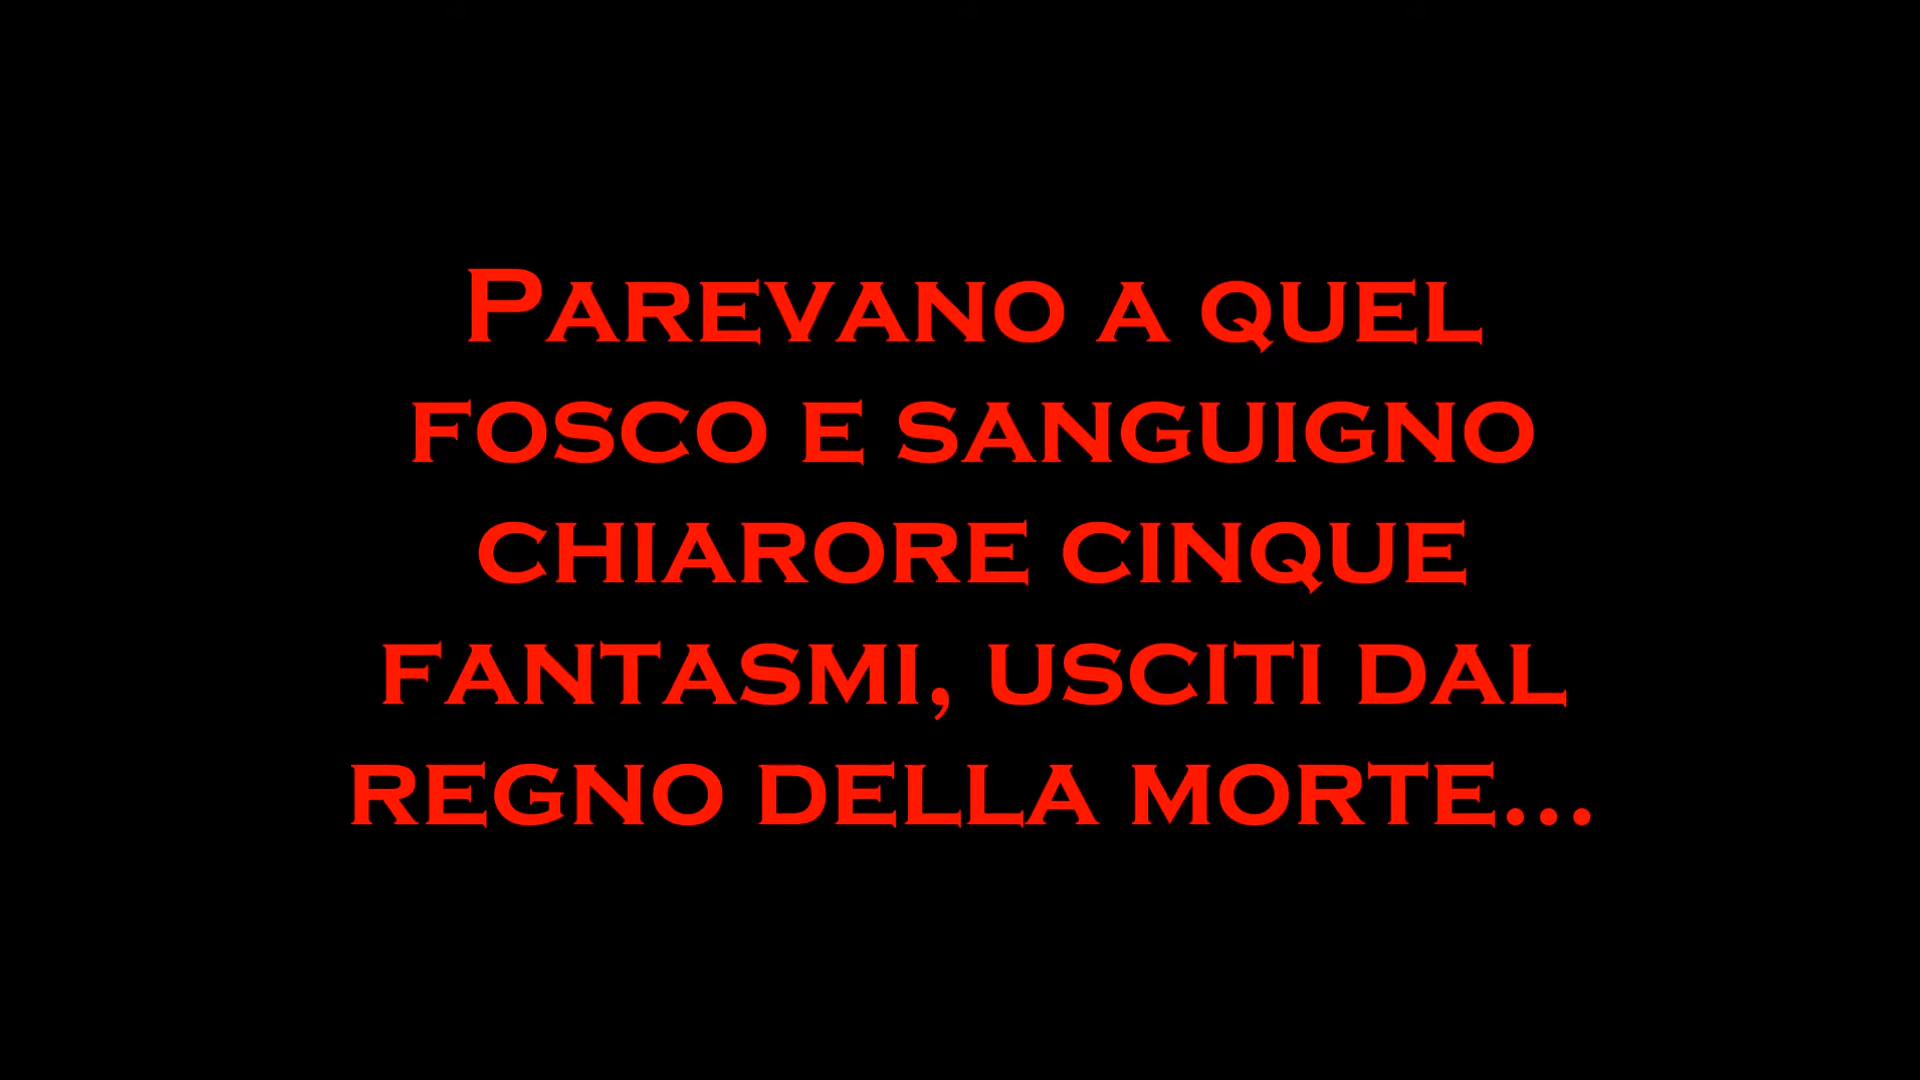 Parevano a quel
fosco e sanguigno
chiarore cinque
fantasmi, usciti dal
regno della morte...